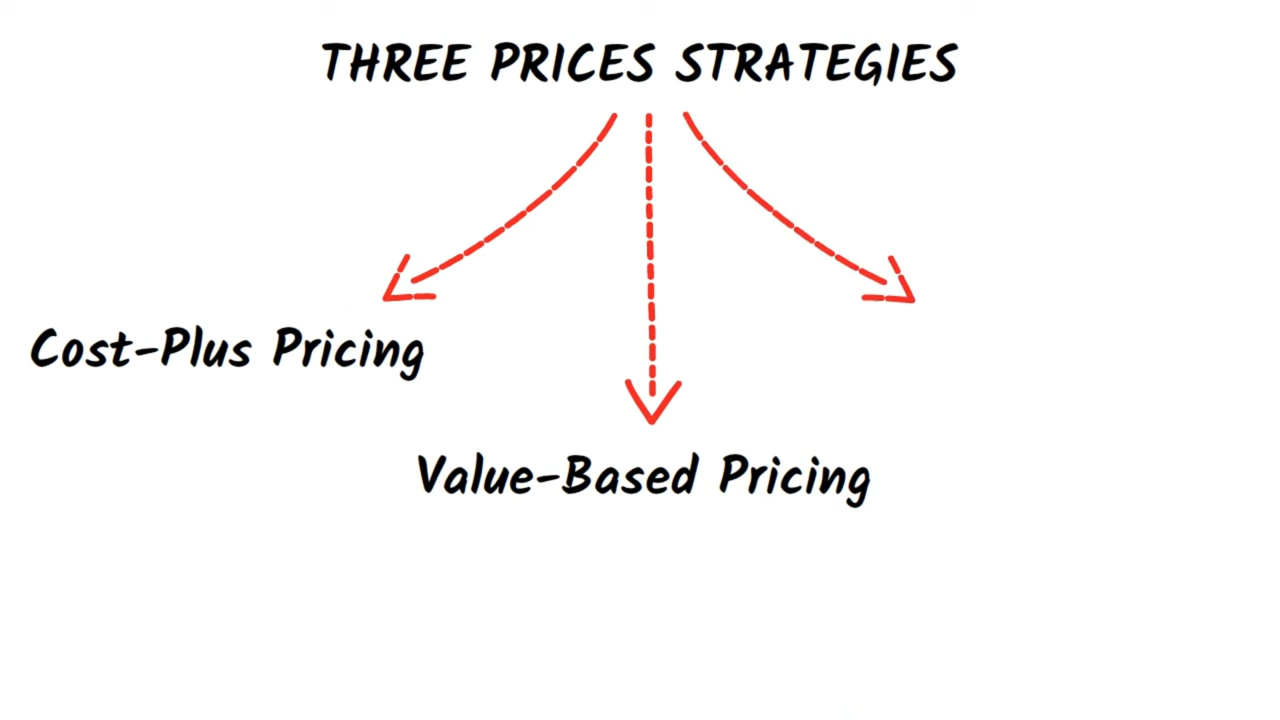 THREE PRICES STRATEGIES
Cost-Plus Pricing
Value-Based Pricing